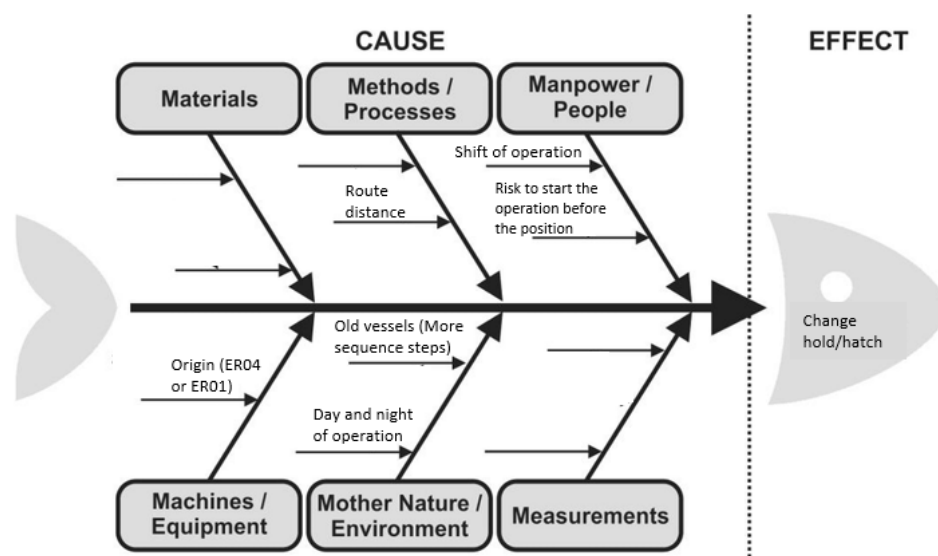 CAUSE
EFFECT
Materials
Methods /
Processes
Manpower /
People
Shift of operation
Route
distance
Risk to start the
operation before
the position
Change
hold/hatch
Old vessels (More
sequence steps)
Origin (ER04
or ER01)
Day and night
of operation
Machines /
Equipment
Mother Nature /
Environment
Measurements